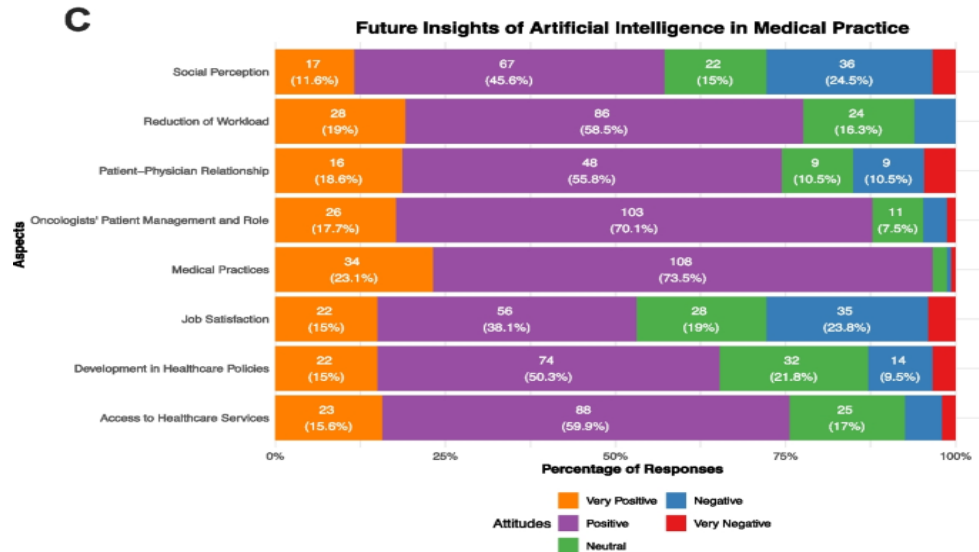 C
Future Insights of Artificial Intelligence in Medical Practice
Aspects
Social Perception
17 67 22 36
(11.6%) (45.6%) (15%) (24.5%)
Reduction of Workload
28 86 24
(19%) (58.5%) (16.3%)
Patient–Physician Relationship
16 48 9 9
(18.6%) (55.8%) (10.5%) (10.5%)
Oncologists' Patient Management and Role
26 103 11
(17.7%) (70.1%) (7.5%)
Medical Practices
34 108
(23.1%) (73.5%)
Job Satisfaction
22 56 28 35
(15%) (38.1%) (19%) (23.8%)
Development in Healthcare Policies
22 74 32 14
(15%) (50.3%) (21.8%) (9.5%)
Access to Healthcare Services
23 88 25
(15.6%) (59.9%) (17%)
0% 25% 50% 75% 100%
Percentage of Responses
Attitudes
Very Positive
Positive
Neutral
Negative
Very Negative